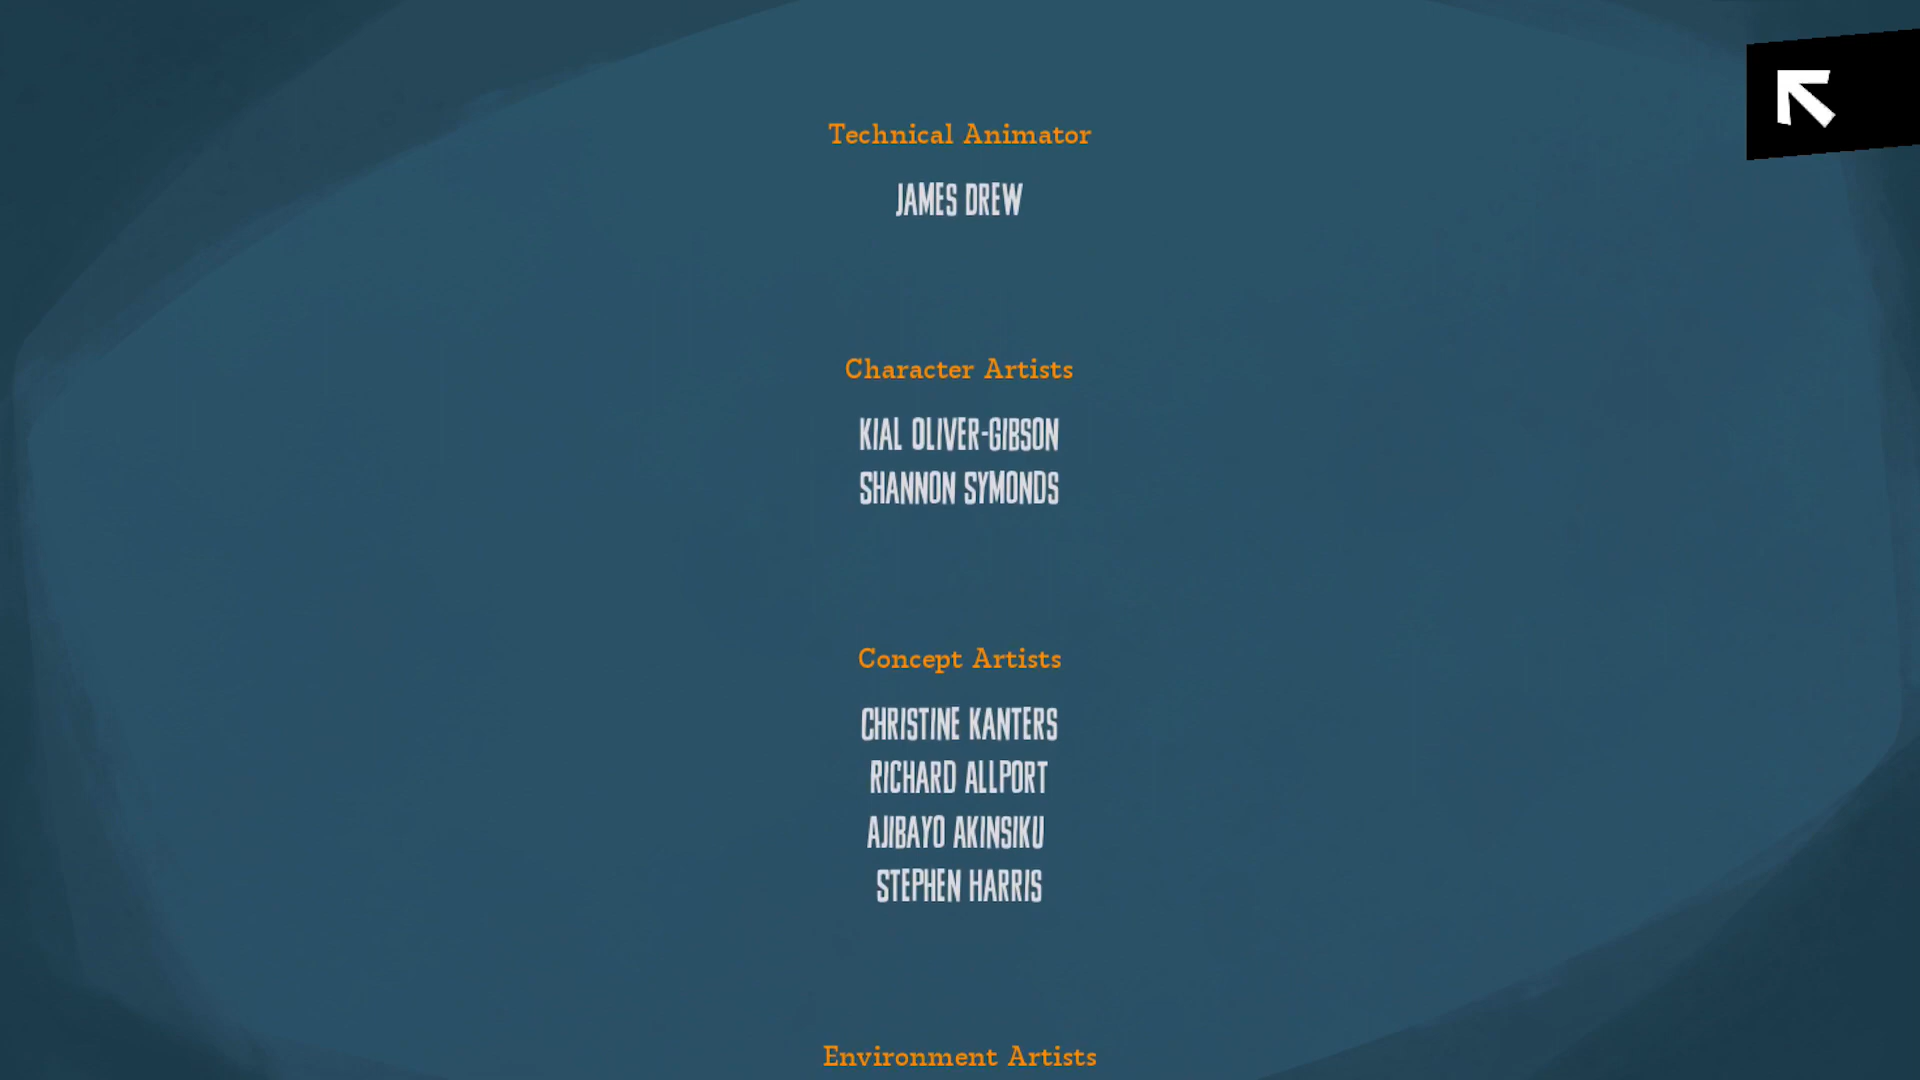 Technical Animator
JAMES DREW
Character Artists
KIAL OLIVER-GIBSON
SHANNON SYMONDS
Concept Artists
CHRISTINE KANTERS
RICHARD ALLPORT
AJIBAYO AKINSIKU
STEPHEN HARRIS
Environment Artists